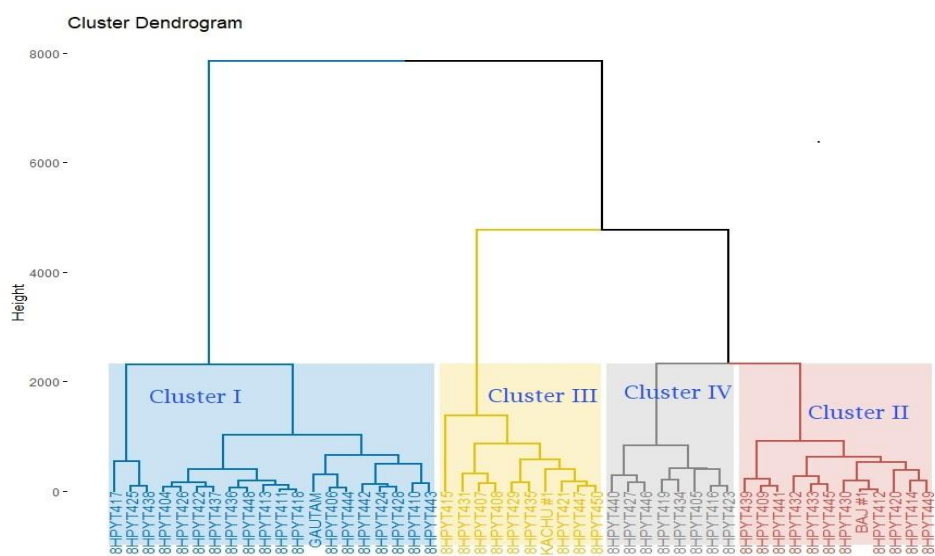 Cluster Dendrogram
8000
6000
4000
2000
0
Height
Cluster I
Cluster III
Cluster IV
Cluster II
8HPYT417
8HPYT425
8HPYT438
8HPYT404
8HPYT426
8HPYT422
8HPYT437
8HPYT436
8HPYT448
8HPYT413
8HPYT411
8HPYT418
GAUTAM
8HPYT406
8HPYT444
8HPYT442
8HPYT424
8HPYT428
8HPYT410
8HPYT443
8HPYT415
8HPYT431
8HPYT407
8HPYT408
8HPYT429
8HPYT435
KACHU #1
8HPYT421
8HPYT447
8HPYT450
8HPYT440
8HPYT427
8HPYT446
8HPYT419
8HPYT434
8HPYT405
8HPYT416
8HPYT423
8HPYT439
8HPYT409
8HPYT441
8HPYT432
8HPYT433
8HPYT445
8HPYT430
BAJ #1
8HPYT412
8HPYT420
8HPYT414
8HPYT449